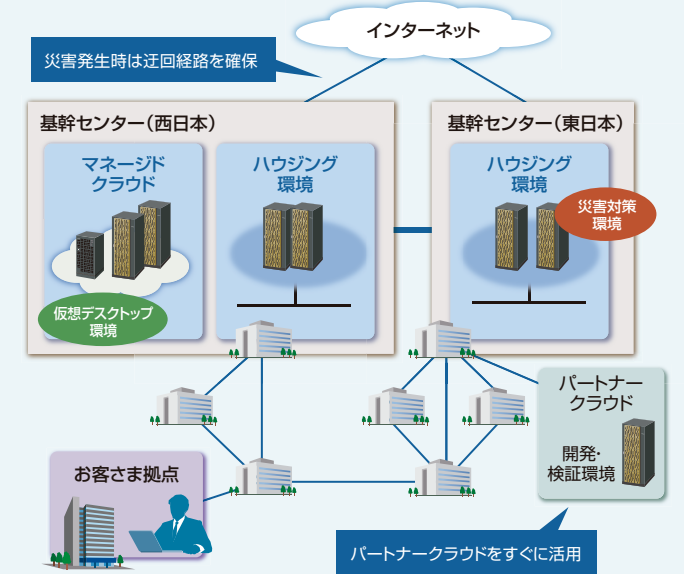 インターネット
災害発生時は迂回経路を確保
基幹センター（西日本）
マネージド
クラウド
ハウジング
環境
仮想デスクトップ
環境
基幹センター（東日本）
ハウジング
環境
災害対策
環境
パートナー
クラウド
開発・
検証環境
お客さま拠点
パートナークラウドをすぐに活用